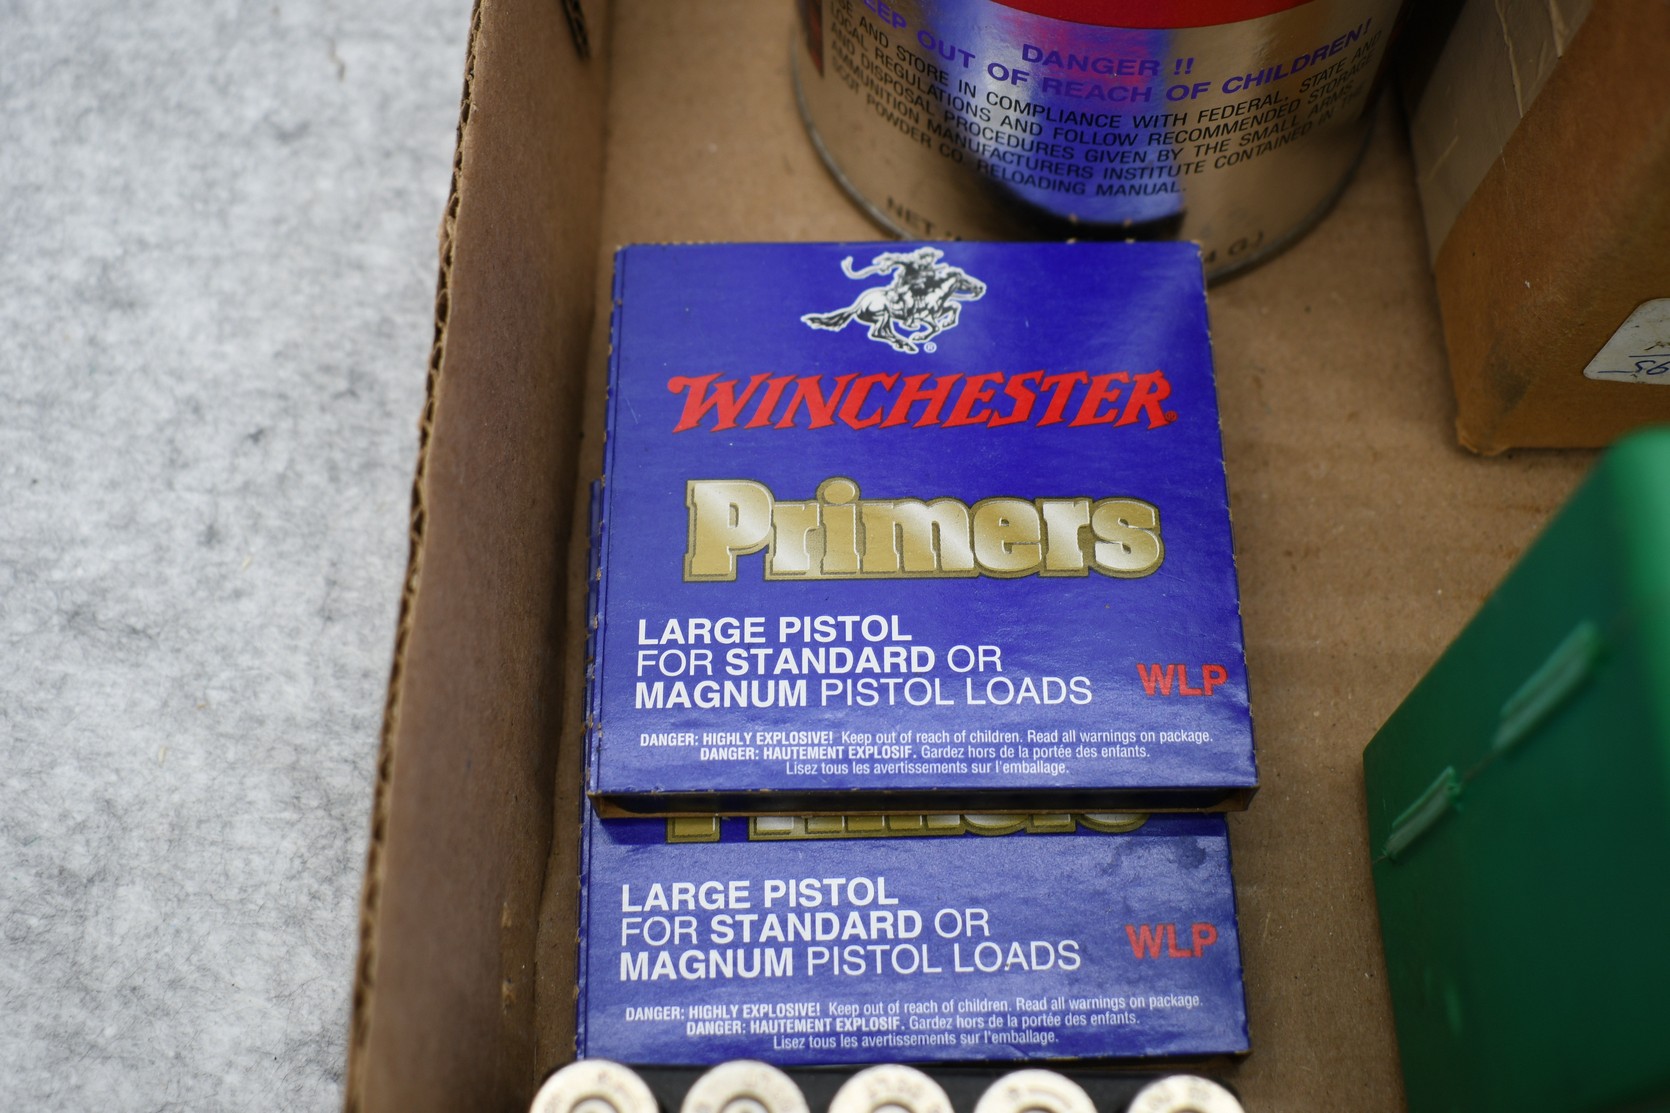 DANGER !!
KEEP OUT OF REACH OF CHILDREN!
AND STORE IN COMPLIANCE WITH FEDERAL, STATE AND
LOCAL REGULATIONS AND FOLLOW RECOMMENDED STORAGE
AND DISPOSAL PROCEDURES GIVEN BY THE SMALL ARMS
AMMUNITION MANUFACTURERS INSTITUTE CONTAINED IN THE
SCOT POWDER CO. RELOADING MANUAL.
NET
WINCHESTER
Primers
LARGE PISTOL
FOR STANDARD OR
MAGNUM PISTOL LOADS
WLP
DANGER: HIGHLY EXPLOSIVE! Keep out of reach of children. Read all warnings on package.
DANGER: HAUTEMENT EXPLOSIF. Gardez hors de la portée des enfants.
Lisez tous les avertissements sur l'emballage.
Primers
LARGE PISTOL
FOR STANDARD OR
MAGNUM PISTOL LOADS
WLP
DANGER: HIGHLY EXPLOSIVE! Keep out of reach of children. Read all warnings on package.
DANGER: HAUTEMENT EXPLOSIF. Gardez hors de la portée des enfants.
Lisez tous les avertissements sur l'emballage.